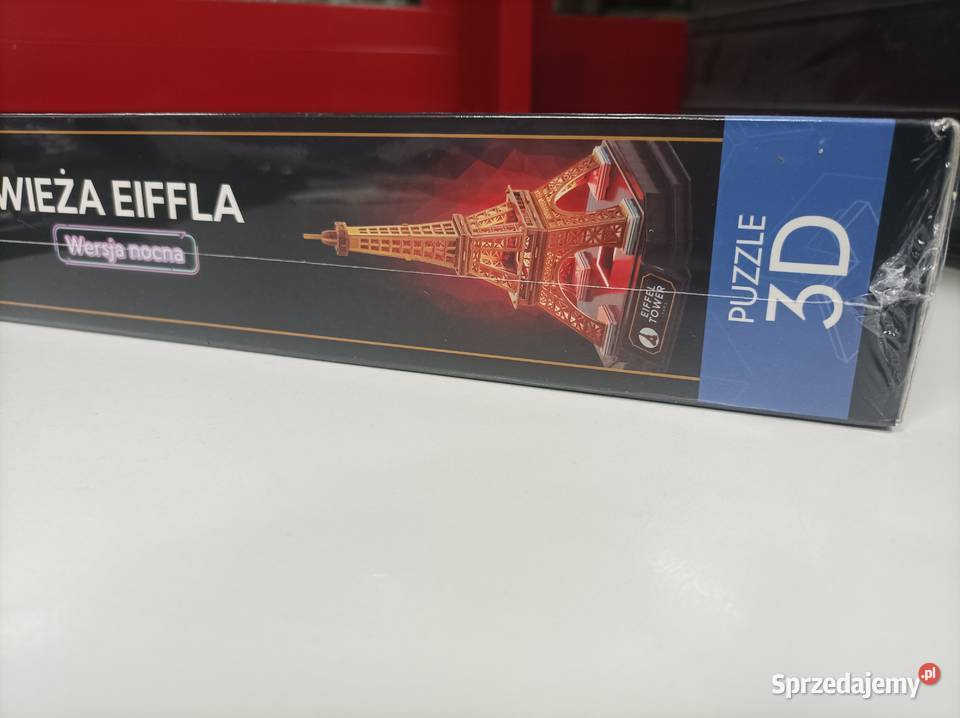 WIEŻA EIFFLA
Wersja nocna
EIFFEL
TOWER
PUZZLE
3D
Sprzedajemy.pl